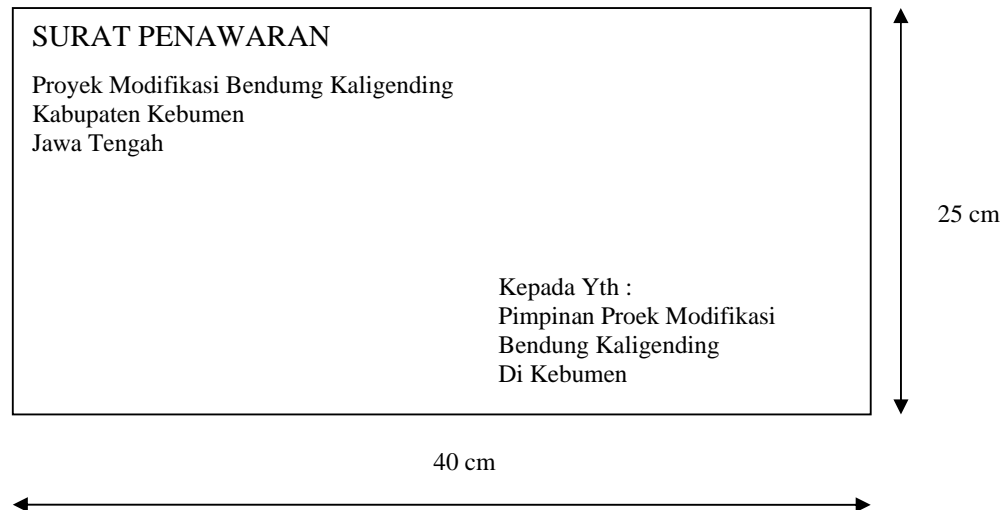 SURAT PENAWARAN
Proyek Modifikasi Bendumg Kaligending
Kabupaten Kebumen
Jawa Tengah
25 cm
Kepada Yth :
Pimpinan Proek Modifikasi
Bendung Kaligending
Di Kebumen
40 cm